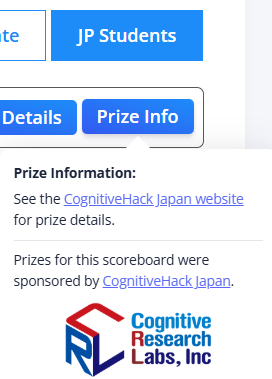 JP Students
Details
Prize Info
Prize Information:
See the CognitiveHack Japan website
for prize details.
Prizes for this scoreboard were
sponsored by CognitiveHack Japan.
CRL
Cognitive
Research
Labs, Inc